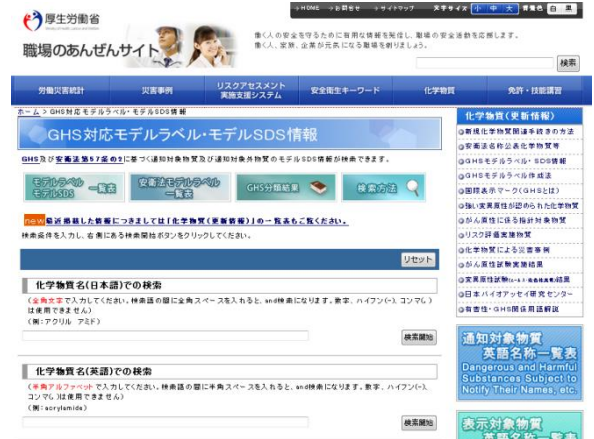 →HOME →お問合せ →サイトマップ 文字サイズ 小 中 大 背景色 白 黒
厚生労働省
職場のあんぜんサイト
働く人の安全を守るために有用な情報を発信し、職場の安全活動を応援します。
働く人、家族、企業が元気になる職場を創りましょう。
検索
労働災害統計 災害事例 リスクアセスメント実施支援システム 安全衛生キーワード 化学物質 免許・技能講習
ホーム > GHS対応モデルラベル・モデルSDS情報
GHS対応モデルラベル・モデルSDS情報
GHS及び安衛法第57条の2に基づく通知対象物質及び通知対象外物質のモデルSDS情報が検索できます。
モデルラベル モデルSDS 一覧表
安衛法モデルラベル 一覧表
GHS分類結果
検索方法
new 最近掲載した情報につきましては「化学物質(更新情報)」の一覧表もご覧ください。
検索条件を入力し、右側にある検索開始ボタンをクリックしてください。
リセット
化学物質名(日本語)での検索
(全角文字で入力してください。検索語の間に全角スペースを入れると、and検索になります。数字、ハイフン(-)、コンマ(,)
は使用できません)
(例:アクリル アミド)
検索開始
化学物質名(英語)での検索
(半角アルファベットで入力してください。検索語の間に半角スペースを入れると、and検索になります。数字、ハイフン(-)、
コンマ(,)は使用できません)
(例:acrylamide)
検索開始
化学物質(更新情報)
新規化学物質関連手続きの方法
安衛法名称公表化学物質等
GHSモデルラベル・SDS情報
GHSモデルラベル作成法
国際表示マーク(GHSとは)
強い変異原性が認められた化学物質
がん原性に係る指針対象物質
リスク評価実施物質
化学物質による災害事例
がん原性試験実施結果
変異原性試験
結果
日本バイオアッセイ研究センター
有害性・GHS関係用語解説
通知対象物質
英語名称一覧表
Dangerous and Harmful
Substances Subject to
Notify Their Names, etc.
表示対象物質
英語名称一覧表